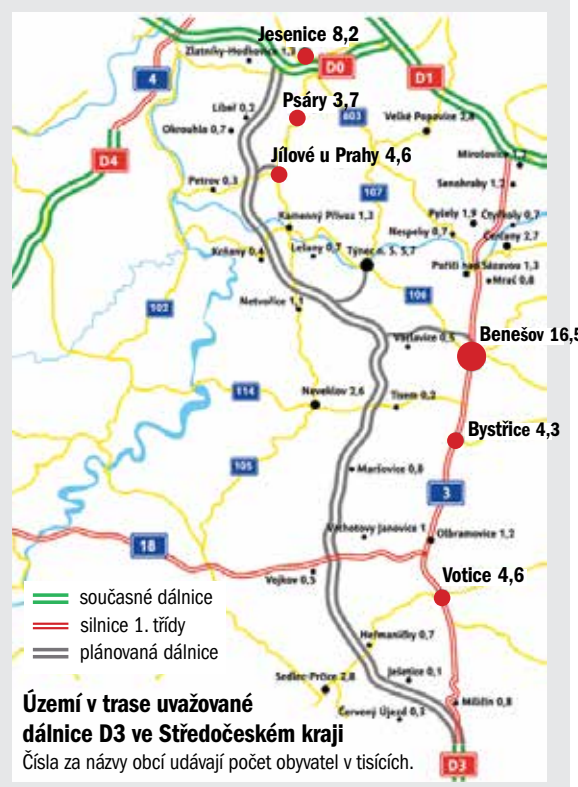 Jesenice 8,2
Zlatníky-Hodkovice 1,3
D0
4
D1
Psáry 3,7
Libeř 0,2
603
Velké Popovice 2,8
Okrouhlo 0,7
D4
Jílové u Prahy 4,6
Mirošovice 1,2
Petrov 0,3
Senohraby 1,2
107
Kamenný Přívoz 1,3
Pyšely 1,9
Čtyřkoly 0,7
Nespeky 0,7
Čerčany 2,7
Krňany 0,4
Lešany 0,7
Týnec n. S. 5,7
Poříčí nad Sázavou 1,3
Mrač 0,8
Netvořice 1,1
102
106
Václavice 0,5
Benešov 16,5
114
Neveklov 2,6
Tisem 0,2
Bystřice 4,3
105
Maršovice 0,8
3
Vrchotovy Janovice 1
Olbramovice 1,2
18
Vojkov 0,5
Votice 4,6
současné dálnice
silnice 1. třídy
plánovaná dálnice
Heřmaničky 0,7
Ješetice 0,1
Sedlec-Prčice 2,8
Miličín 0,8
Červený Újezd 0,3
Území v trase uvažované
dálnice D3 ve Středočeském kraji
Čísla za názvy obcí udávají počet obyvatel v tisících.
D3